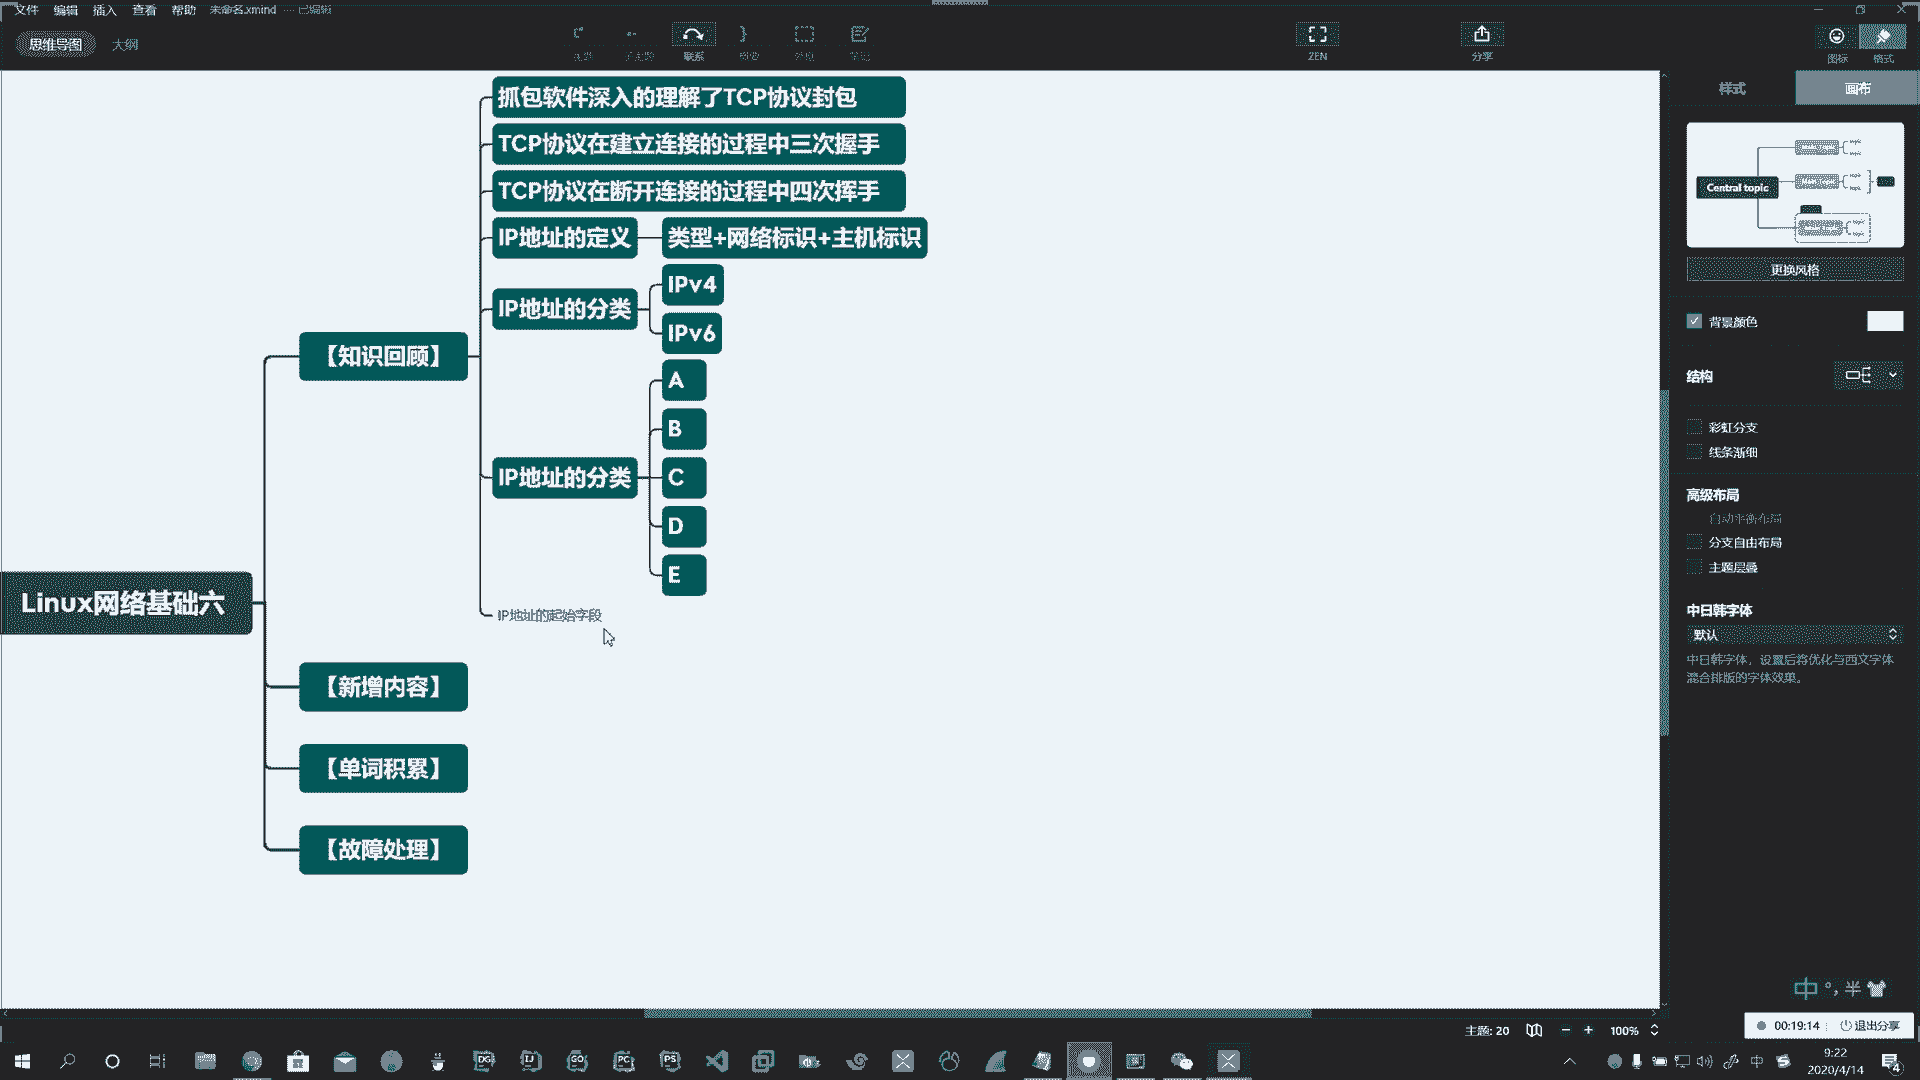 文件 编辑 插入 查看 帮助 未命名.xmind — 已编辑
思维导图 大纲
联系 ZEN 分享 图标 格式
样式 画布
抓包软件深入的理解了TCP协议封包
TCP协议在建立连接的过程中三次握手
TCP协议在断开连接的过程中四次挥手
IP地址的定义 类型+网络标识+主机标识
IP地址的分类
IPv4
IPv6
IP地址的分类
A
B
C
D
E
IP地址的起始字段
Linux网络基础六
【知识回顾】
【新增内容】
【单词积累】
【故障处理】
Central topic
更换风格
背景颜色
结构
彩虹分支
线条渐细
高级布局
自动平衡布局
分支自由布局
主题层叠
中日韩字体
默认
中日韩字体，设置后将优化与西文字体
混合排版的字体效果。
中 °, 半
主题: 20 100%
00:19:14 退出分享
DG IJ GO PC PS
中
9:22
2020/4/14
4